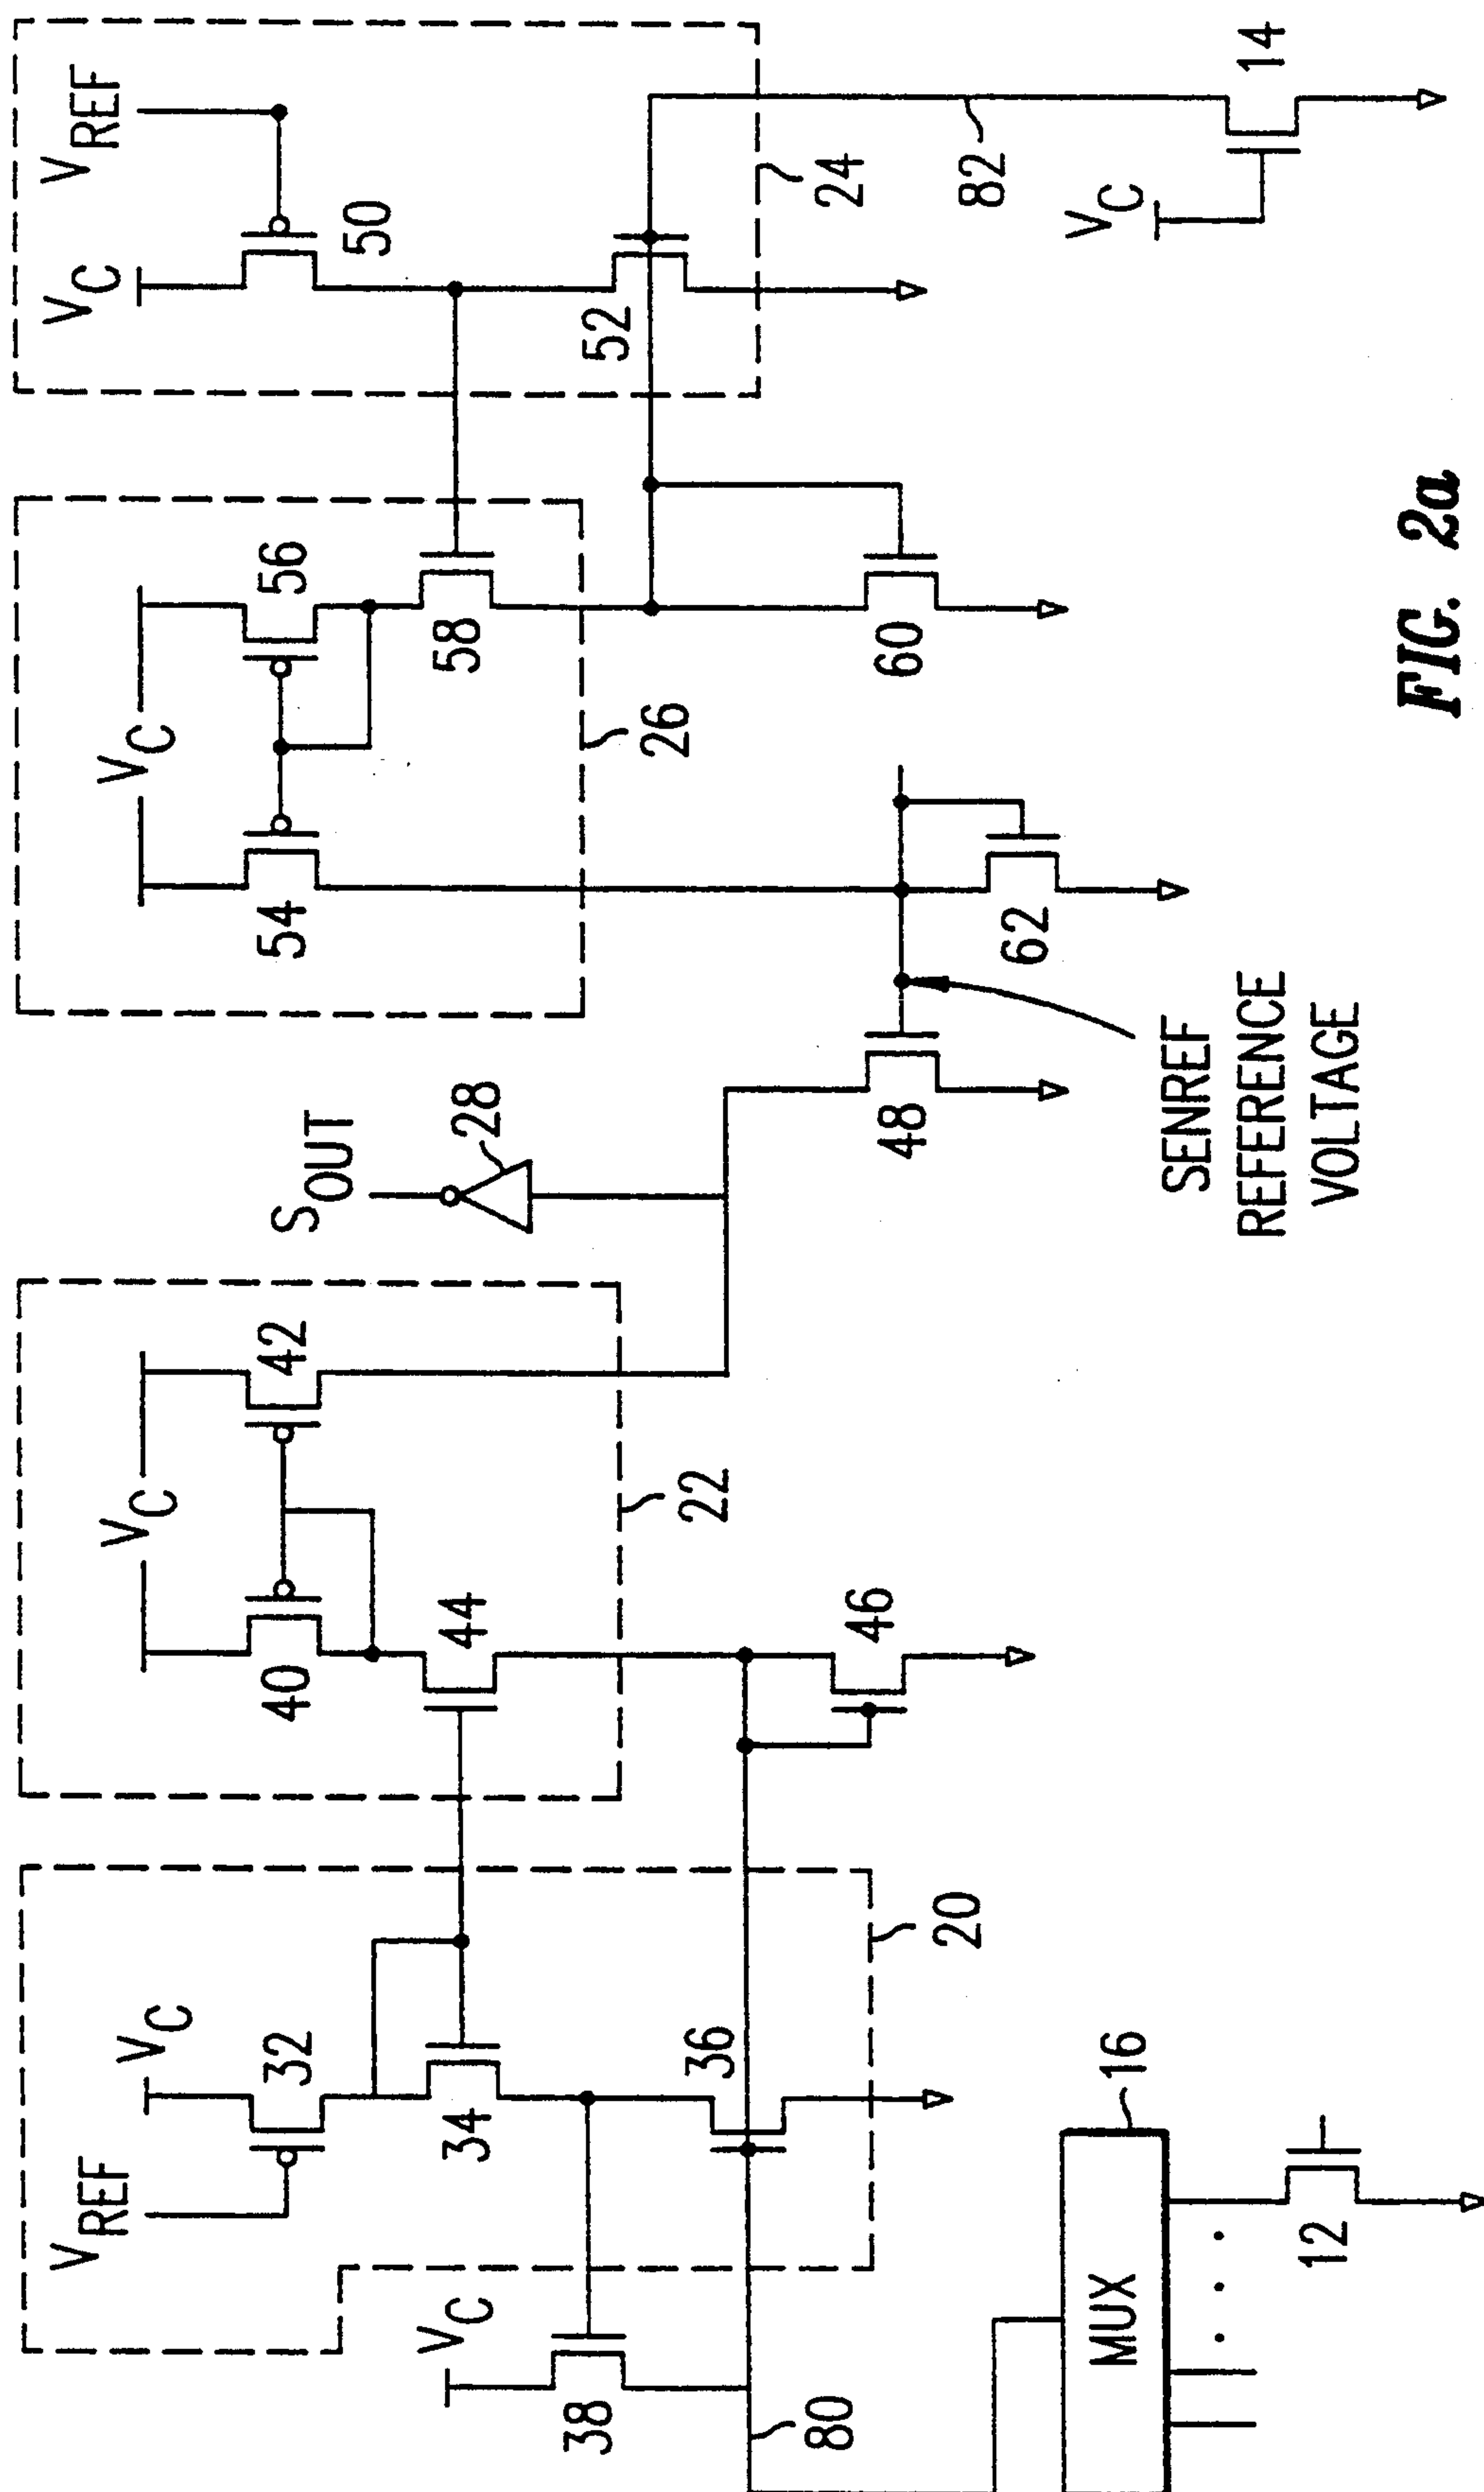 V_REF
V_C
V_C
V_C
V_C
V_REF
32
40
42
S_OUT
54
56
50
V_C
34
44
28
58
38
36
22
26
52
80
46
48
60
24
20
62
82
MUX
16
V_C
SENREF
REFERENCE
VOLTAGE
14
12
FIG. 2a